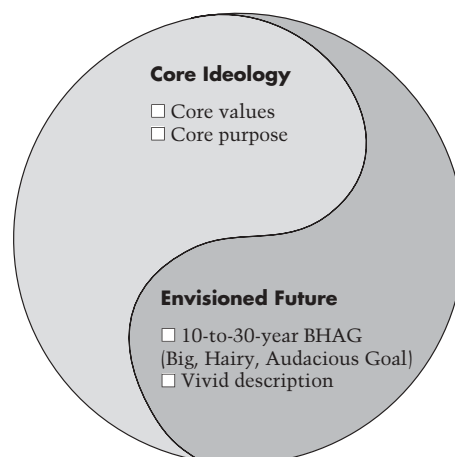 Core Ideology
☐ Core values
☐ Core purpose
Envisioned Future
☐ 10-to-30-year BHAG
(Big, Hairy, Audacious Goal)
☐ Vivid description